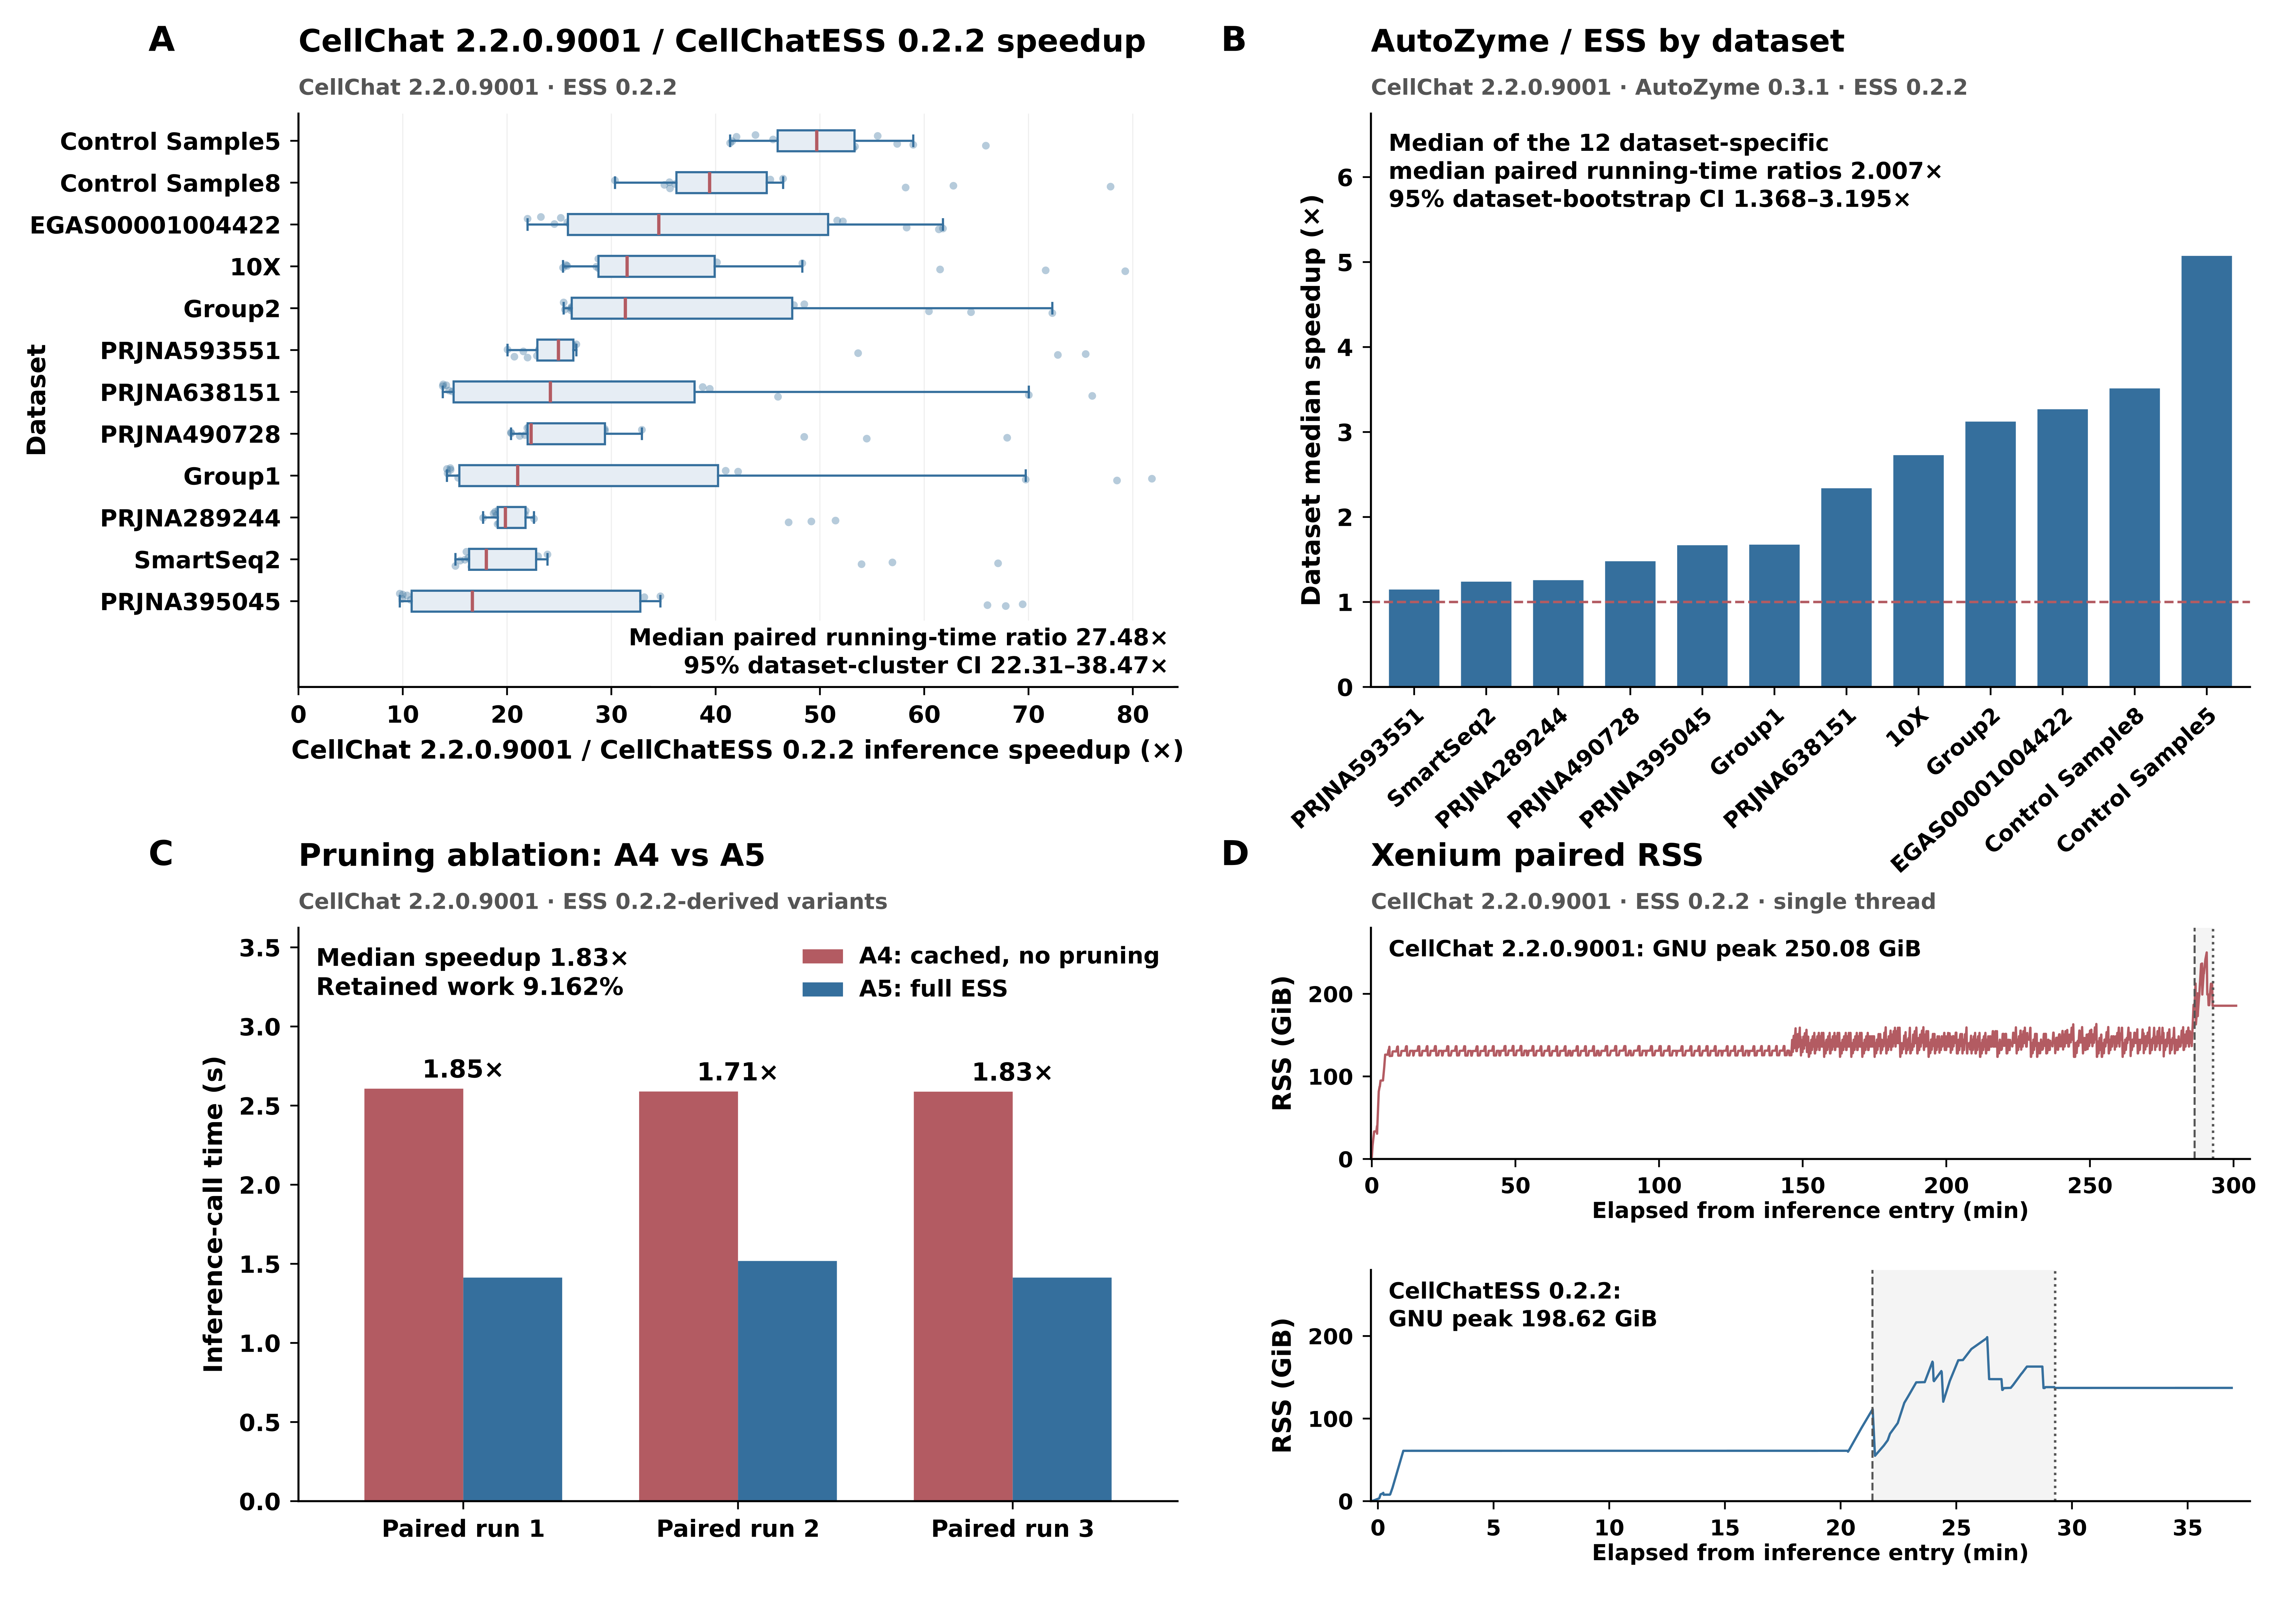 A
CellChat 2.2.0.9001 / CellChatESS 0.2.2 speedup
CellChat 2.2.0.9001 · ESS 0.2.2
Dataset
Control Sample5
Control Sample8
EGAS00001004422
10X
Group2
PRJNA593551
PRJNA638151
PRJNA490728
Group1
PRJNA289244
SmartSeq2
PRJNA395045
Median paired running-time ratio 27.48×
95% dataset-cluster CI 22.31–38.47×
0 10 20 30 40 50 60 70 80
CellChat 2.2.0.9001 / CellChatESS 0.2.2 inference speedup (×)
B
AutoZyme / ESS by dataset
CellChat 2.2.0.9001 · AutoZyme 0.3.1 · ESS 0.2.2
Median of the 12 dataset-specific
median paired running-time ratios 2.007×
95% dataset-bootstrap CI 1.368–3.195×
Dataset median speedup (×)
6
5
4
3
2
1
0
PRJNA593551
SmartSeq2
PRJNA289244
PRJNA490728
PRJNA395045
Group1
PRJNA638151
10X
Group2
EGAS00001004422
Control Sample8
Control Sample5
C
Pruning ablation: A4 vs A5
CellChat 2.2.0.9001 · ESS 0.2.2-derived variants
Median speedup 1.83×
Retained work 9.162%
A4: cached, no pruning
A5: full ESS
Inference-call time (s)
3.5
3.0
2.5
2.0
1.5
1.0
0.5
0.0
1.85×
1.71×
1.83×
Paired run 1
Paired run 2
Paired run 3
D
Xenium paired RSS
CellChat 2.2.0.9001 · ESS 0.2.2 · single thread
CellChat 2.2.0.9001: GNU peak 250.08 GiB
RSS (GiB)
200
100
0
0 50 100 150 200 250 300
Elapsed from inference entry (min)
CellChatESS 0.2.2:
GNU peak 198.62 GiB
RSS (GiB)
200
100
0
0 5 10 15 20 25 30 35
Elapsed from inference entry (min)